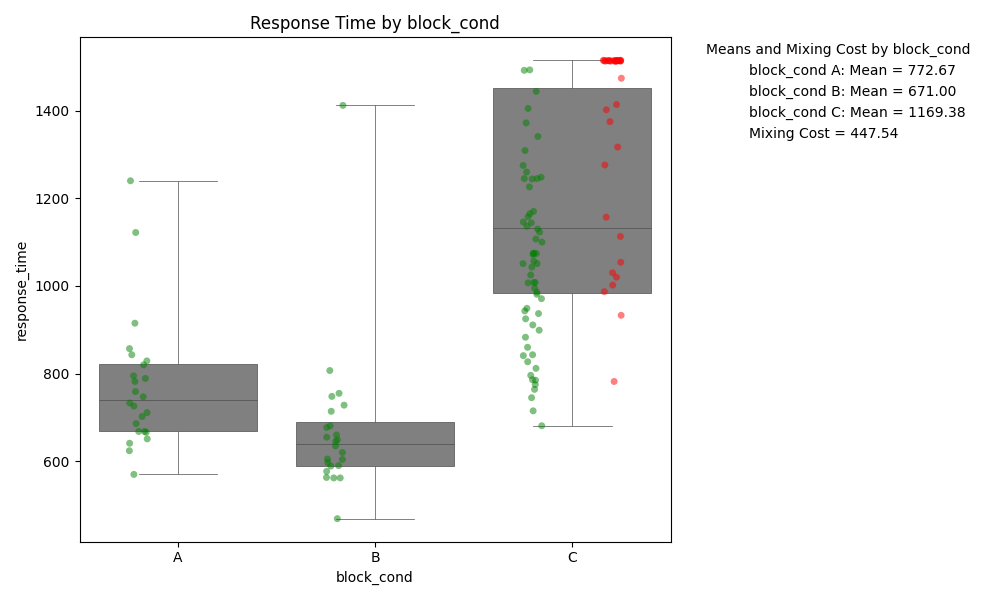 Response Time by block_cond
Means and Mixing Cost by block_cond
block_cond A: Mean = 772.67
block_cond B: Mean = 671.00
block_cond C: Mean = 1169.38
Mixing Cost = 447.54
response_time
1400
1200
1000
800
600
A
B
C
block_cond